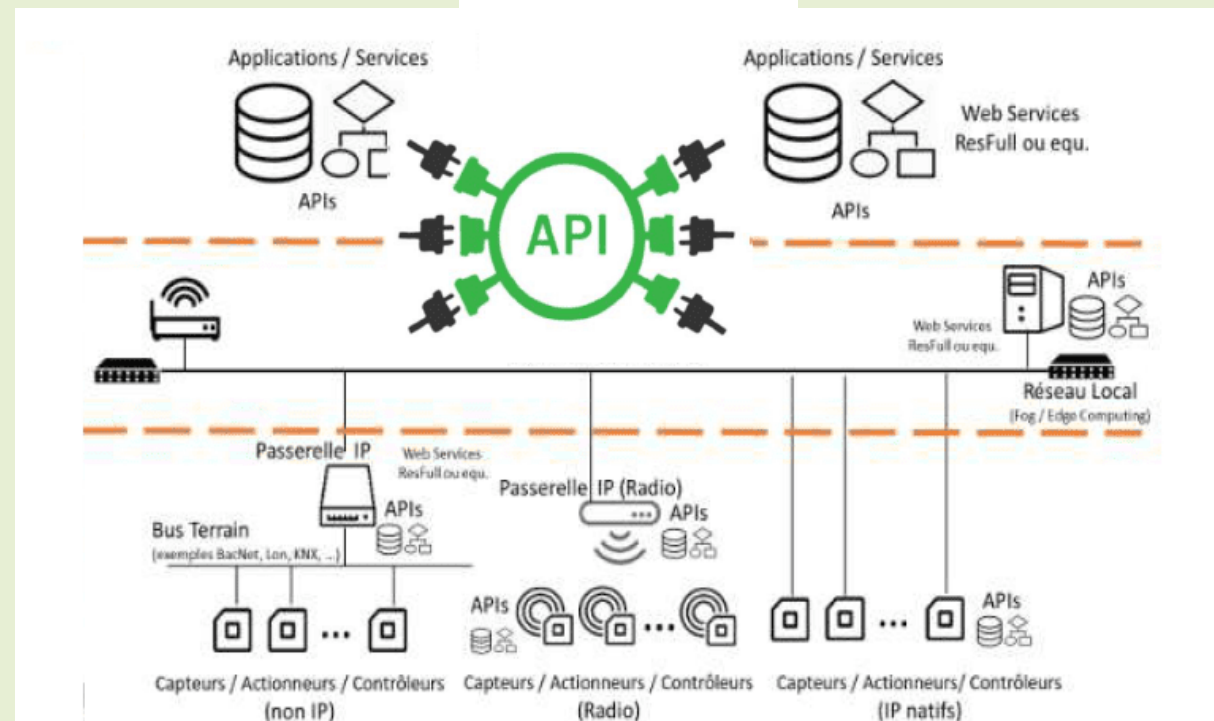 Applications / Services
Applications / Services
Web Services
ResFull ou equ.
APIs
API
APIs
APIs
Web Services
ResFull ou equ.
Réseau Local
(Fog / Edge Computing)
Passerelle IP
Web Services
ResFull ou equ.
Passerelle IP (Radio)
APIs
APIs
Bus Terrain
(exemples BacNet, Lon, KNX, ...)
APIs
APIs
...
...
...
Capteurs / Actionneurs / Contrôleurs
(non IP)
Capteurs / Actionneurs / Contrôleurs
(Radio)
Capteurs / Actionneurs/ Contrôleurs
(IP natifs)